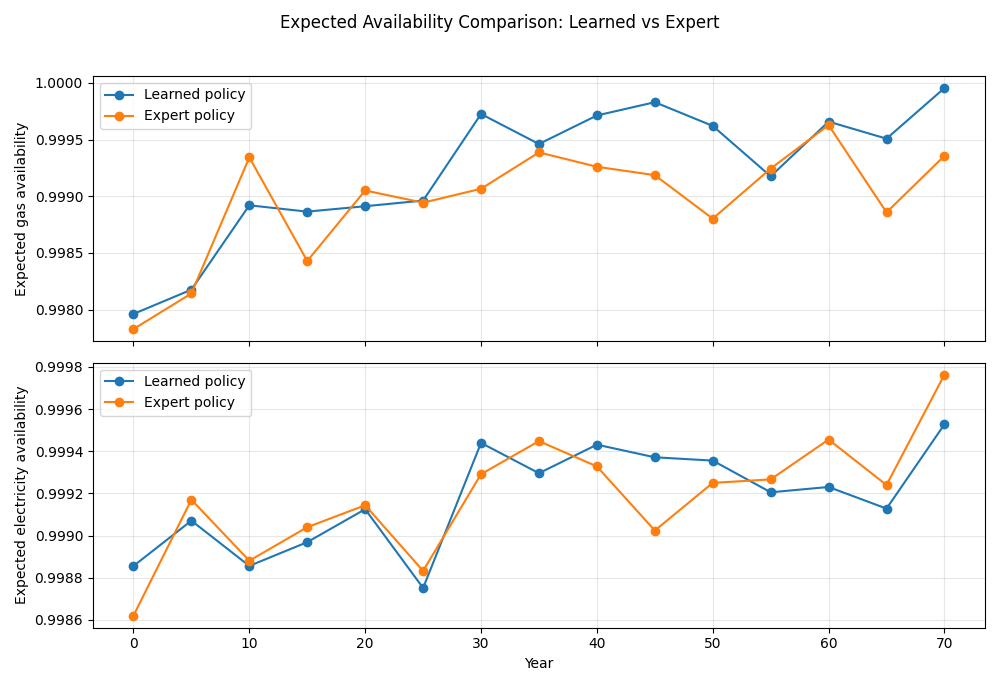 Expected Availability Comparison: Learned vs Expert
Expected gas availability
1.0000
0.9995
0.9990
0.9985
0.9980
Learned policy
Expert policy
Expected electricity availability
0.9998
0.9996
0.9994
0.9992
0.9990
0.9988
0.9986
Learned policy
Expert policy
0 10 20 30 40 50 60 70
Year